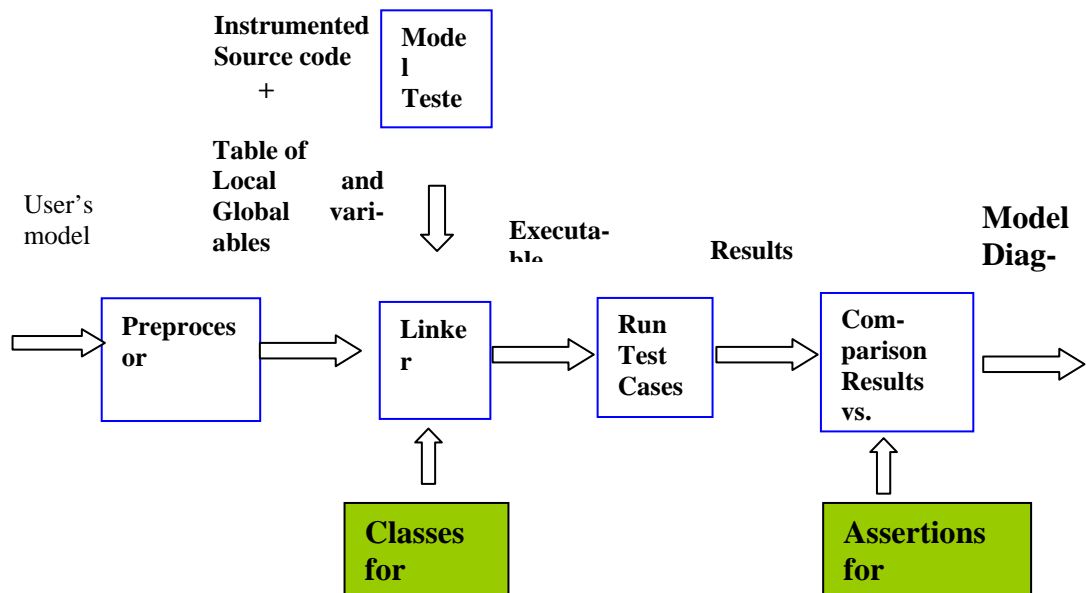 Instrumented
Source code
+
Mode
l
Teste
Table of
Local and
Global vari-
ables
User's
model
Executa-
ble
Results
Model
Diag-
Preproces
or
Linke
r
Run
Test
Cases
Com-
parison
Results
vs.
Classes
for
Assertions
for